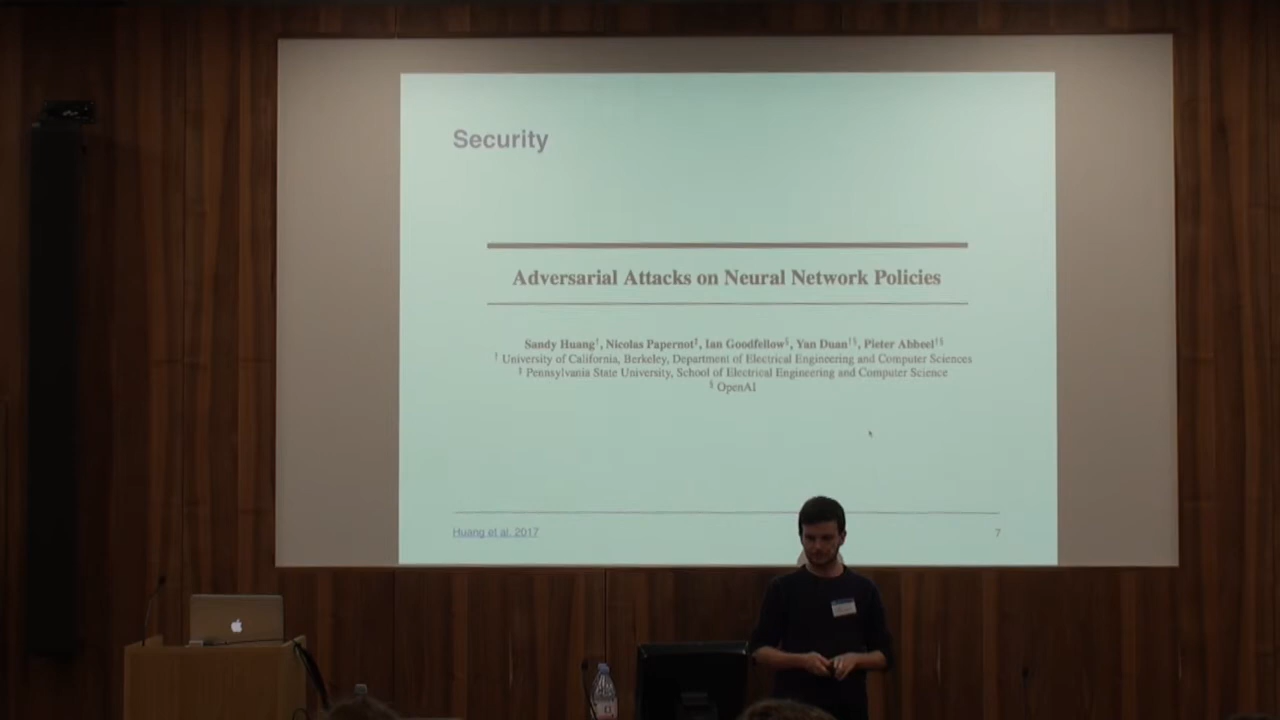 Security
Adversarial Attacks on Neural Network Policies
Sandy Huang†, Nicolas Papernot‡, Ian Goodfellow§, Yan Duan†§, Pieter Abbeel†§
† University of California, Berkeley, Department of Electrical Engineering and Computer Sciences
‡ Pennsylvania State University, School of Electrical Engineering and Computer Science
§ OpenAI
Huang et al. 2017
7